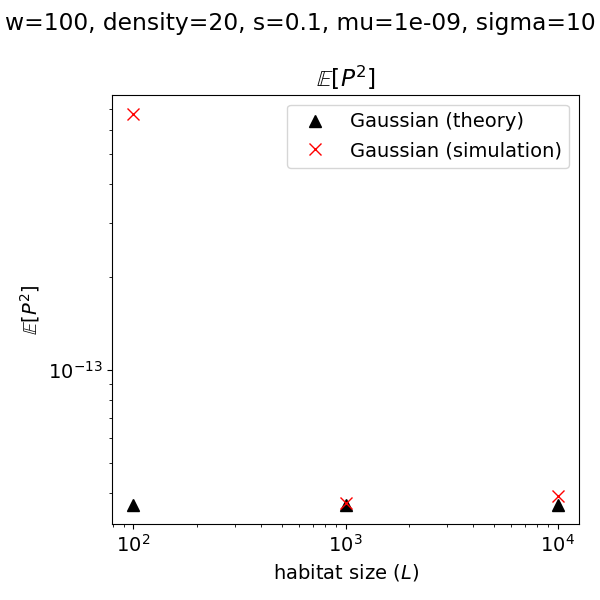 w=100, density=20, s=0.1, mu=1e-09, sigma=10
𝔼[P²]
Gaussian (theory)
Gaussian (simulation)
𝔼[P²]
10⁻¹³
10²
10³
10⁴
habitat size (L)